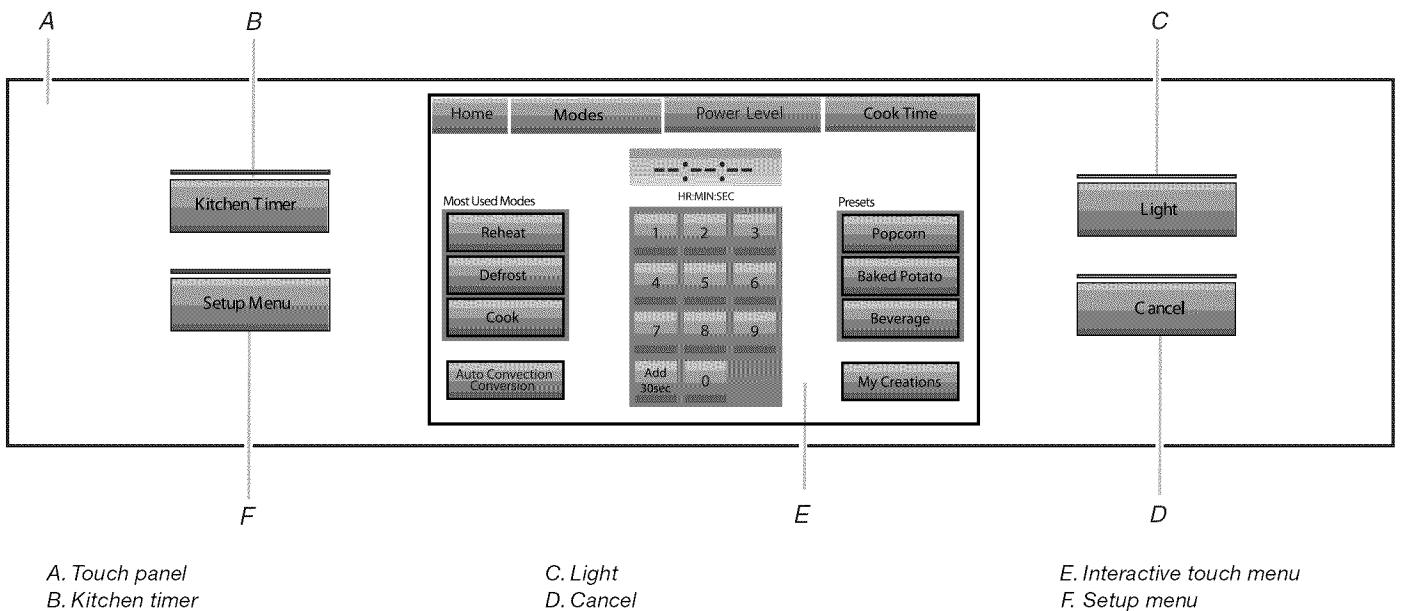 A B C
Home Modes Power Level Cook Time
--:--:--
HR:MIN:SEC
Kitchen Timer
Setup Menu
Most Used Modes
Reheat
Defrost
Cook
Auto Convection
Conversion
1 2 3
4 5 6
7 8 9
Add
30sec
0
Presets
Popcorn
Baked Potato
Beverage
My Creations
Light
Cancel
F E D
A. Touch panel
B. Kitchen timer
C. Light
D. Cancel
E. Interactive touch menu
F. Setup menu